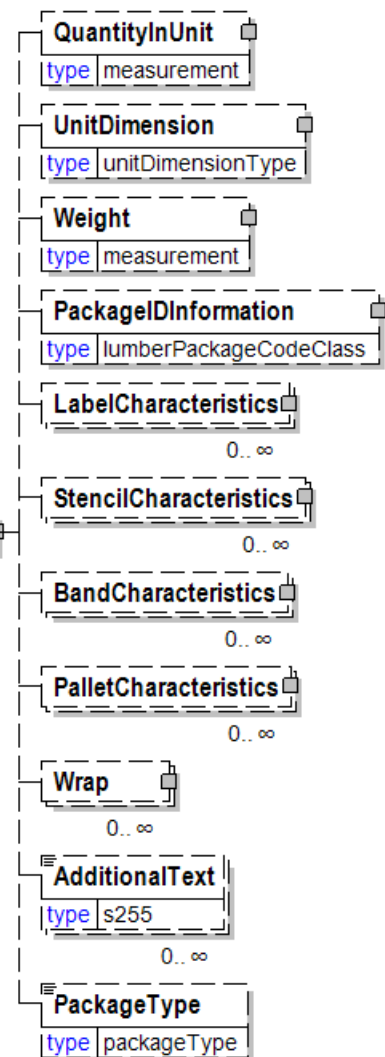 QuantityInUnit
type measurement
UnitDimension
type unitDimensionType
Weight
type measurement
PackageIDInformation
type lumberPackageCodeClass
LabelCharacteristics
0.. ∞
StencilCharacteristics
0.. ∞
BandCharacteristics
0.. ∞
PalletCharacteristics
0.. ∞
Wrap
0.. ∞
AdditionalText
type s255
0.. ∞
PackageType
type packageType